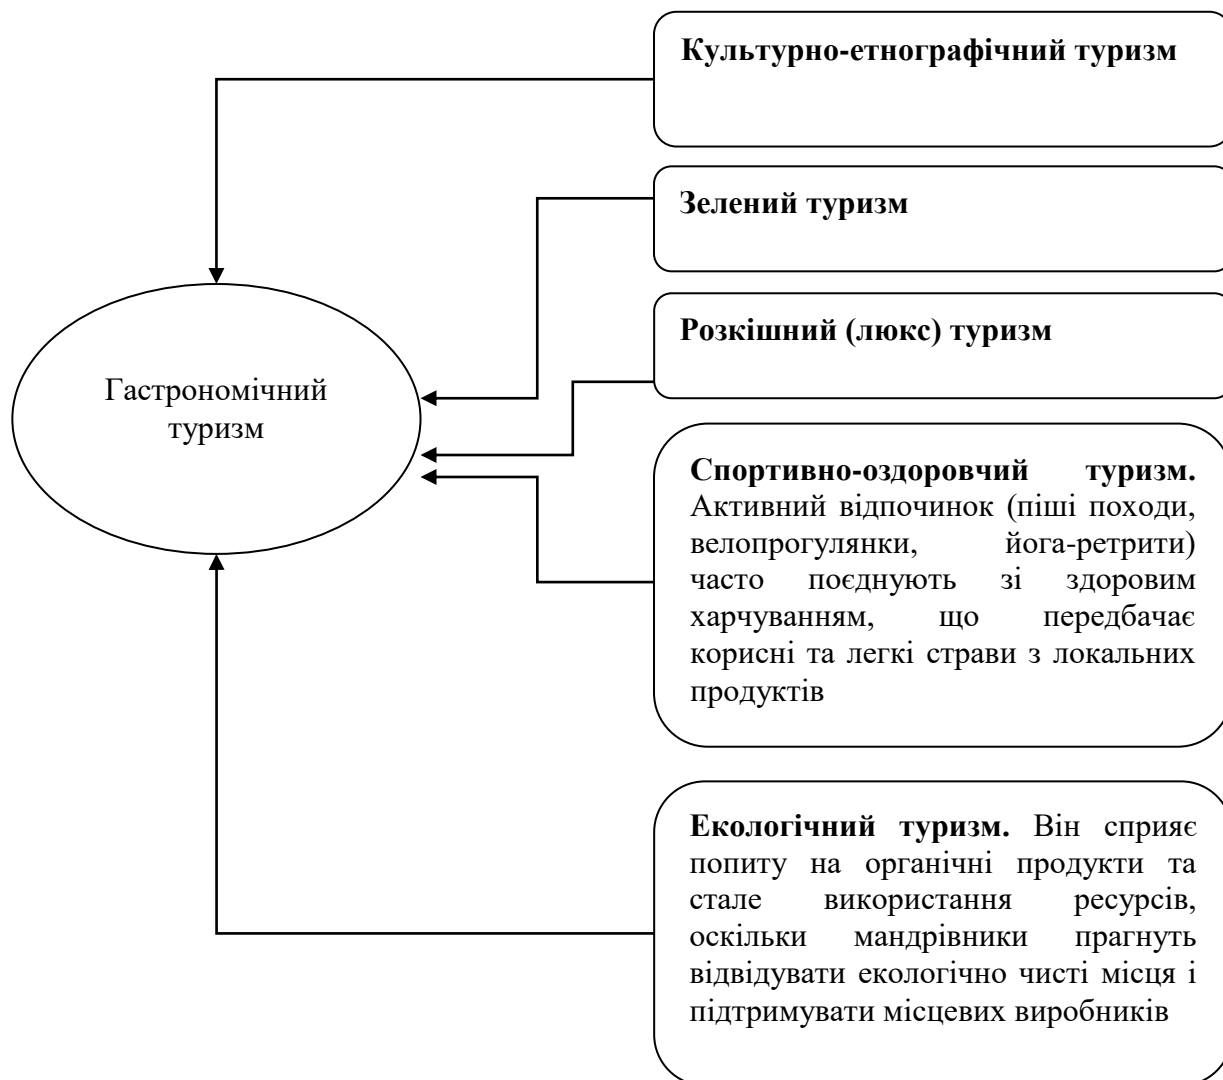 Культурно-етнографічний туризм
Зелений туризм
Розкішний (люкс) туризм
Гастрономічний
туризм
Спортивно-оздоровчий туризм.
Активний відпочинок (піші походи,
велопрогулянки, йога-ретрити)
часто поєднують зі здоровим
харчуванням, що передбачає
корисні та легкі страви з локальних
продуктів
Екологічний туризм. Він сприяє
попиту на органічні продукти та
стале використання ресурсів,
оскільки мандрівники прагнуть
відвідувати екологічно чисті місця і
підтримувати місцевих виробників